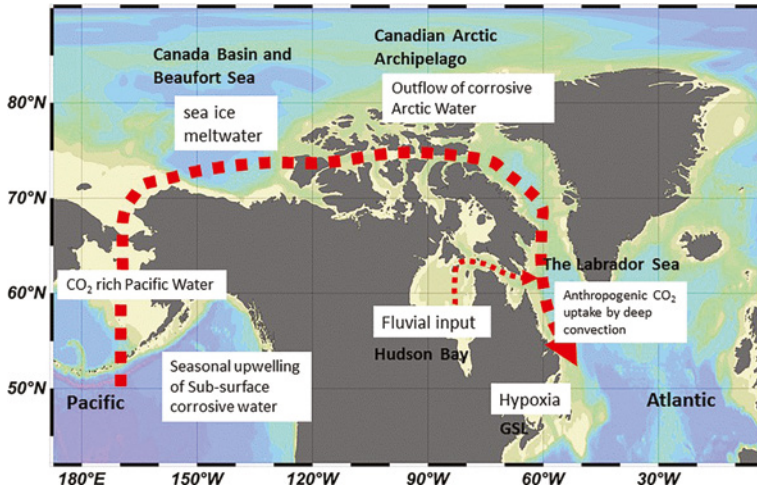 Canada Basin and
Beaufort Sea
Canadian Arctic
Archipelago
80°N
sea ice
meltwater
Outflow of corrosive
Arctic Water
70°N
CO₂ rich Pacific Water
The Labrador Sea
60°N
Fluvial input
Anthropogenic CO₂
uptake by deep
convection
Hudson Bay
Seasonal upwelling
of Sub-surface
corrosive water
50°N
Pacific
Hypoxia
Atlantic
GSL
180°E
150°W
120°W
90°W
60°W
30°W